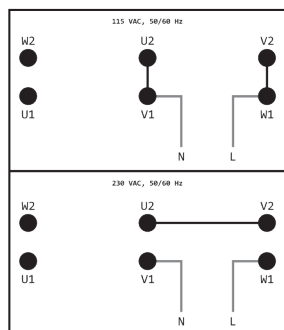 115 VAC, 50/60 Hz
W2 U2 V2
U1 V1 W1
N L
230 VAC, 50/60 Hz
W2 U2 V2
U1 V1 W1
N L